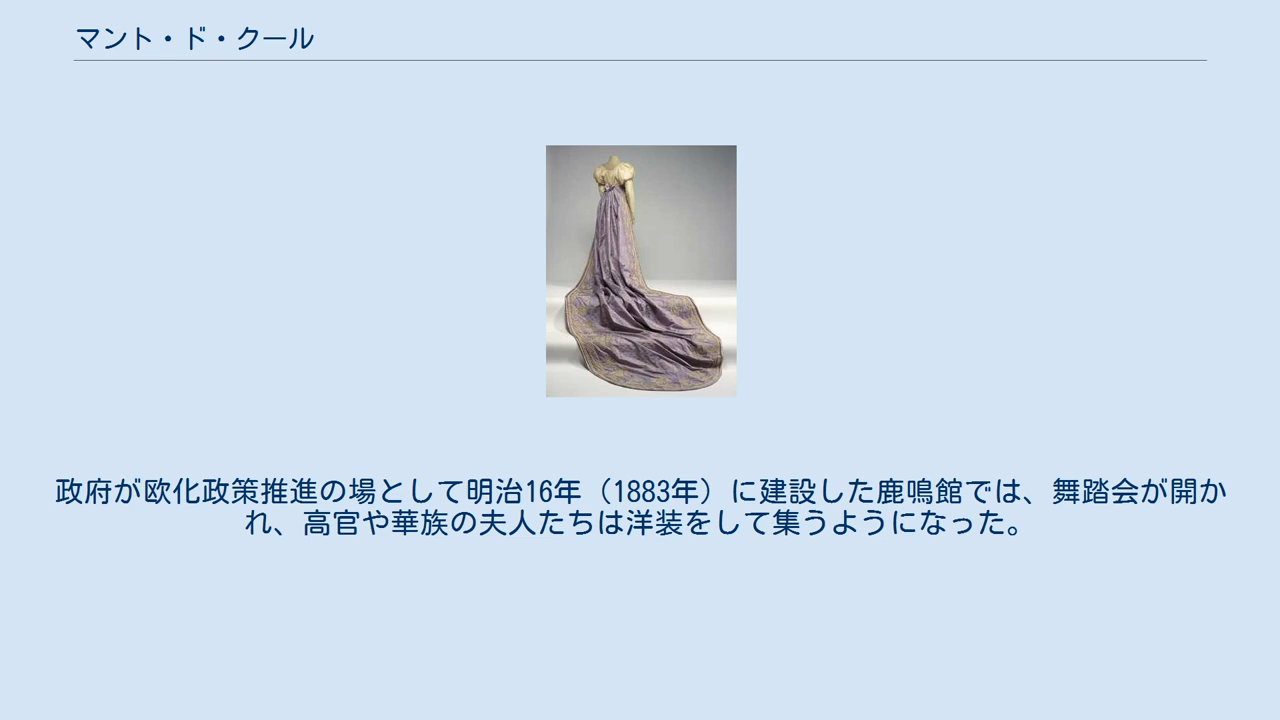 マント・ド・クール
政府が欧化政策推進の場として明治16年（1883年）に建設した鹿鳴館では、舞踏会が開か
れ、高官や華族の夫人たちは洋装をして集うようになった。